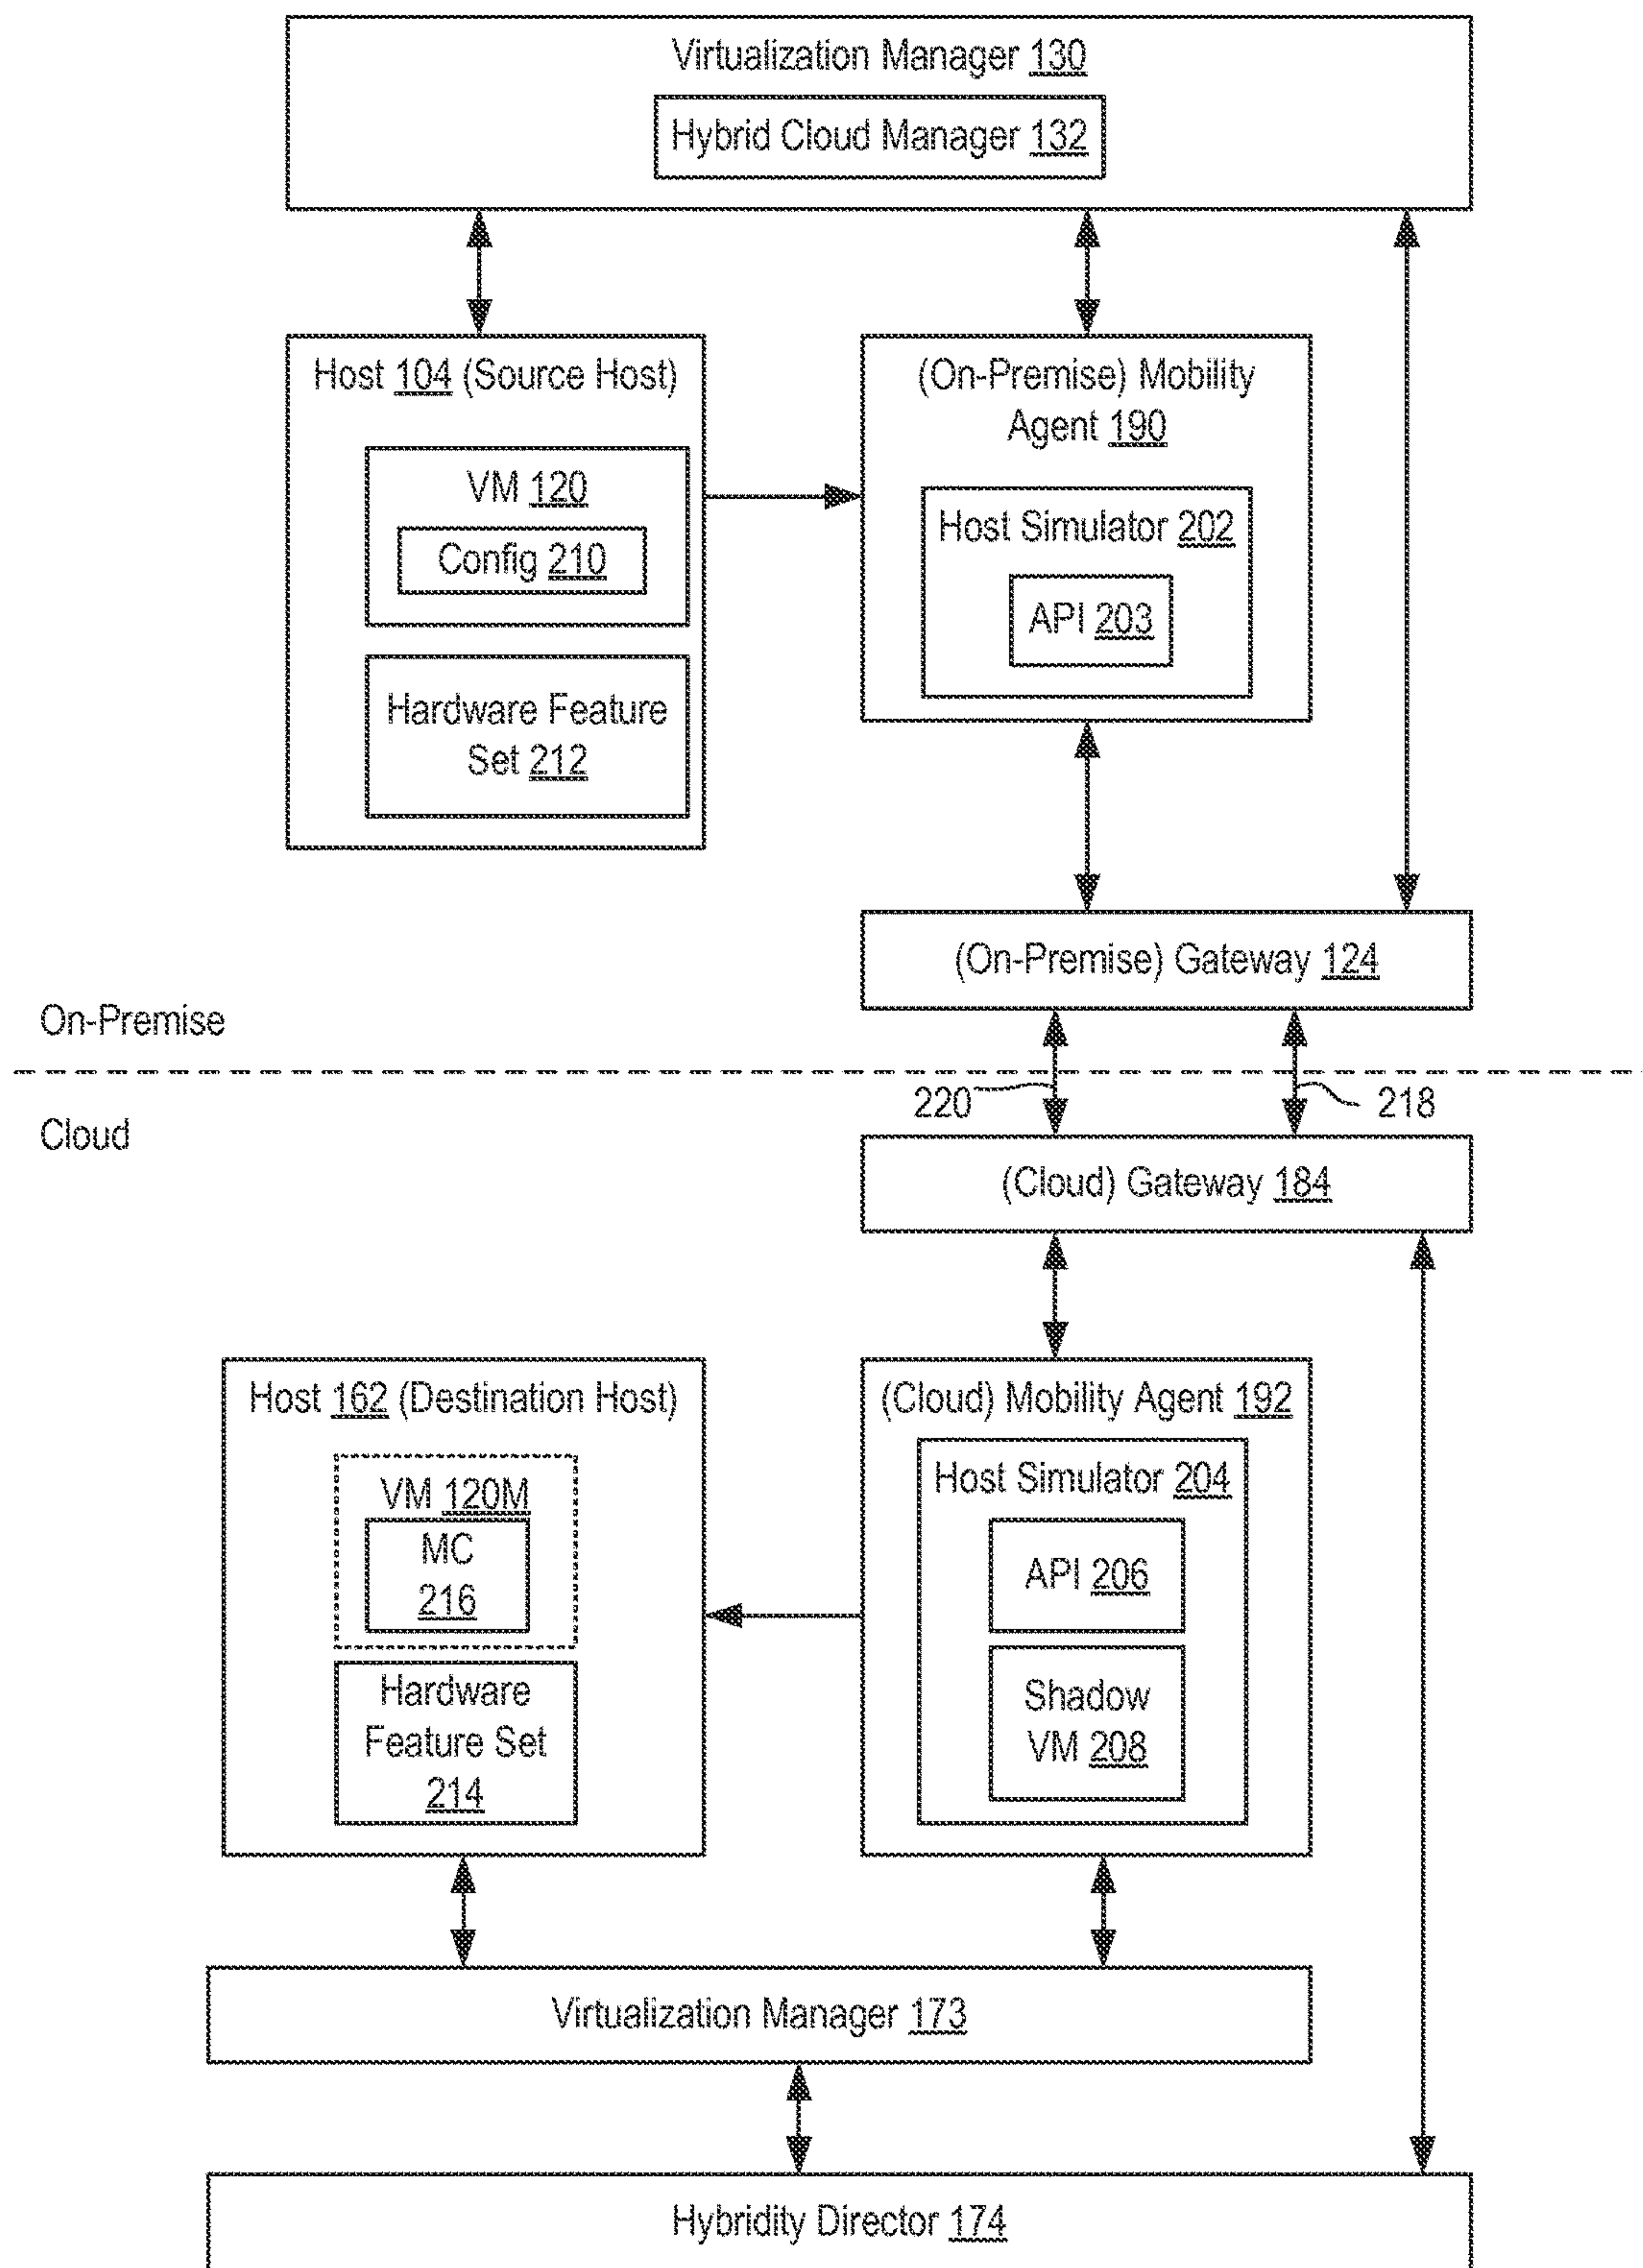 Virtualization Manager 130
Hybrid Cloud Manager 132
Host 104 (Source Host)
VM 120
Config 210
Hardware Feature
Set 212
(On-Premise) Mobility
Agent 190
Host Simulator 202
API 203
(On-Premise) Gateway 124
On-Premise
220
218
Cloud
(Cloud) Gateway 184
Host 162 (Destination Host)
VM 120M
MC
216
Hardware
Feature Set
214
(Cloud) Mobility Agent 192
Host Simulator 204
API 206
Shadow
VM 208
Virtualization Manager 173
Hybridity Director 174